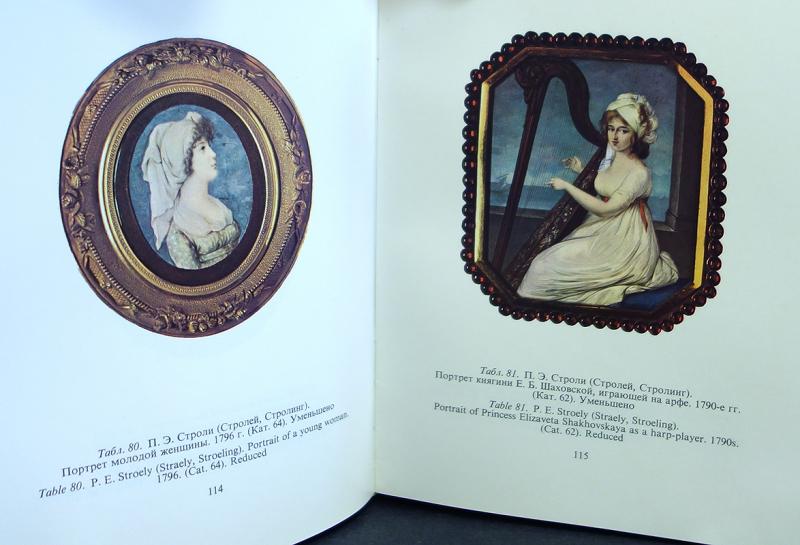 Табл. 80. П. Э. Строли (Стролей, Стролинг).
Портрет молодой женщины. 1796 г. (Кат. 64). Уменьшено
Table 80. P. E. Stroely (Straely, Stroeling). Portrait of a young woman.
1796. (Cat. 64). Reduced
114
Табл. 81. П. Э. Строли (Стролей, Стролинг).
Портрет княгини Е. Б. Шаховской, играющей на арфе. 1790-е гг.
(Кат. 62). Уменьшено
Table 81. P. E. Stroely (Straely, Stroeling).
Portrait of Princess Elizaveta Shakhovskaya as a harp-player. 1790s.
(Cat. 62). Reduced
115